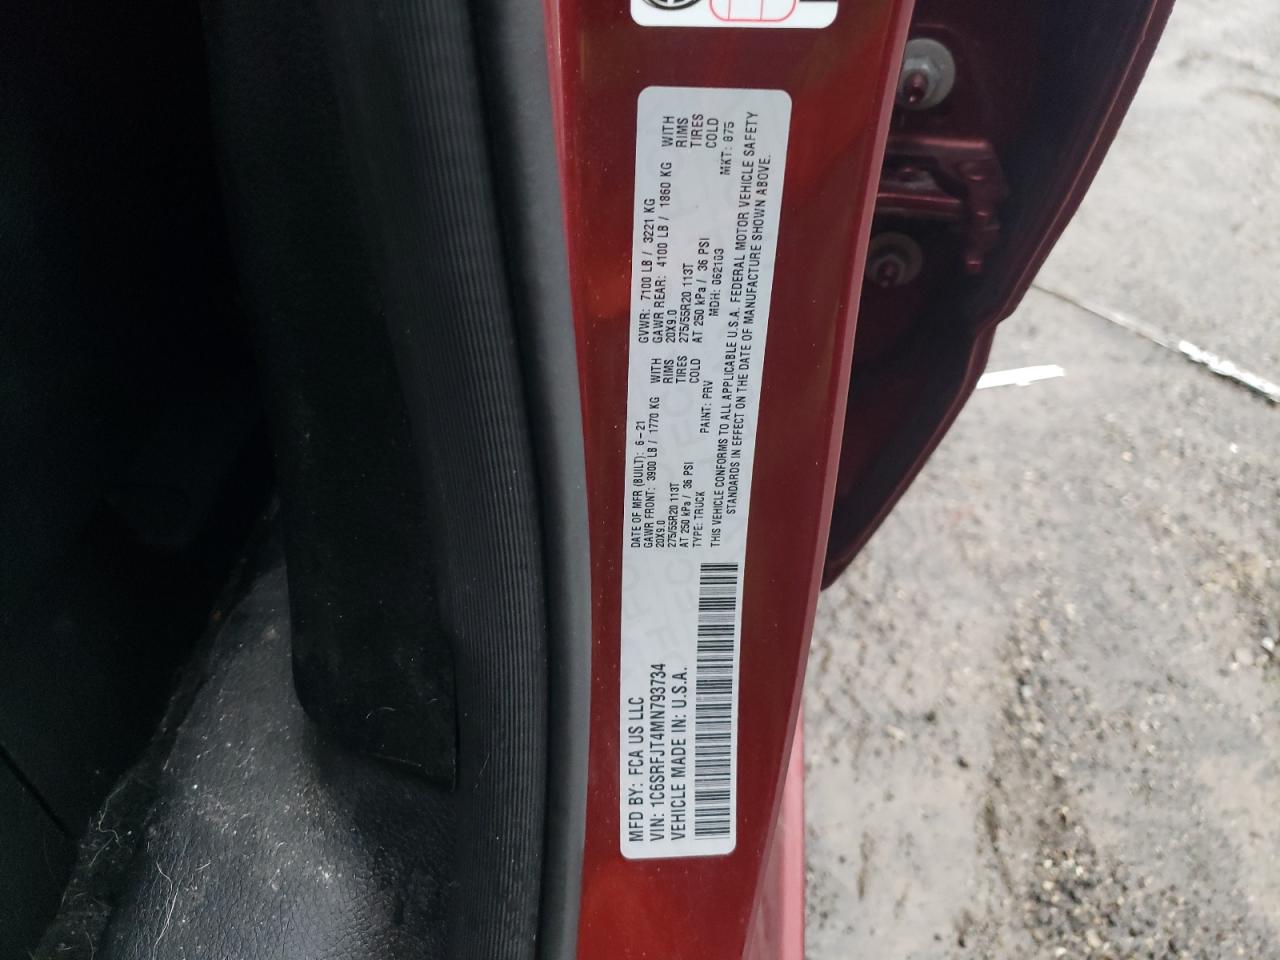 MFD BY: FCA US LLC
VIN: 1C6SRFJT4MN793734
VEHICLE MADE IN: U.S.A.
DATE OF MFR (BUILT): 6-21
GAWR FRONT: 3900 LB / 1770 KG WITH
20X9.0 RIMS
275/55R20 113T TIRES
AT 250 kPa / 36 PSI COLD
TYPE: TRUCK PAINT: PRV
GVWR: 7100 LB / 3221 KG
GAWR REAR: 4100 LB / 1860 KG WITH
20X9.0 RIMS
275/55R20 113T TIRES
AT 250 kPa / 36 PSI COLD
MDH: 062103 MKT: 875
THIS VEHICLE CONFORMS TO ALL APPLICABLE U.S.A. FEDERAL MOTOR VEHICLE SAFETY
STANDARDS IN EFFECT ON THE DATE OF MANUFACTURE SHOWN ABOVE.